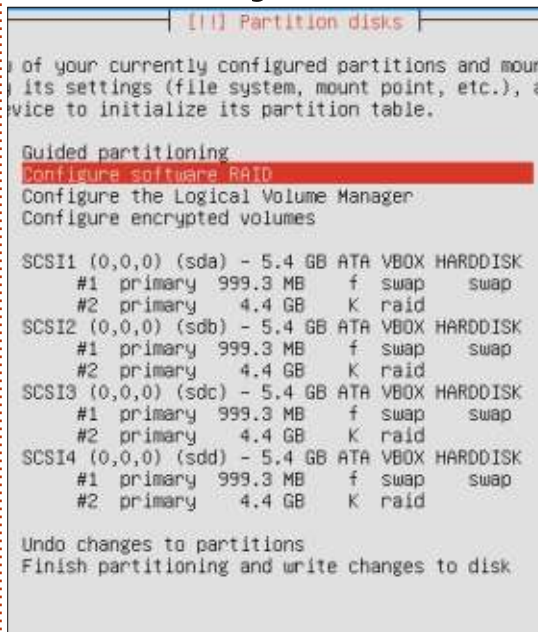 [!!] Partition disks
of your currently configured partitions and mour
its settings (file system, mount point, etc.), a
vice to initialize its partition table.
Guided partitioning
Configure software RAID
Configure the Logical Volume Manager
Configure encrypted volumes
SCSI1 (0,0,0) (sda) - 5.4 GB ATA VBOX HARDDISK
#1 primary 999.3 MB f swap swap
#2 primary 4.4 GB K raid
SCSI2 (0,0,0) (sdb) - 5.4 GB ATA VBOX HARDDISK
#1 primary 999.3 MB f swap swap
#2 primary 4.4 GB K raid
SCSI3 (0,0,0) (sdc) - 5.4 GB ATA VBOX HARDDISK
#1 primary 999.3 MB f swap swap
#2 primary 4.4 GB K raid
SCSI4 (0,0,0) (sdd) - 5.4 GB ATA VBOX HARDDISK
#1 primary 999.3 MB f swap swap
#2 primary 4.4 GB K raid
Undo changes to partitions
Finish partitioning and write changes to disk